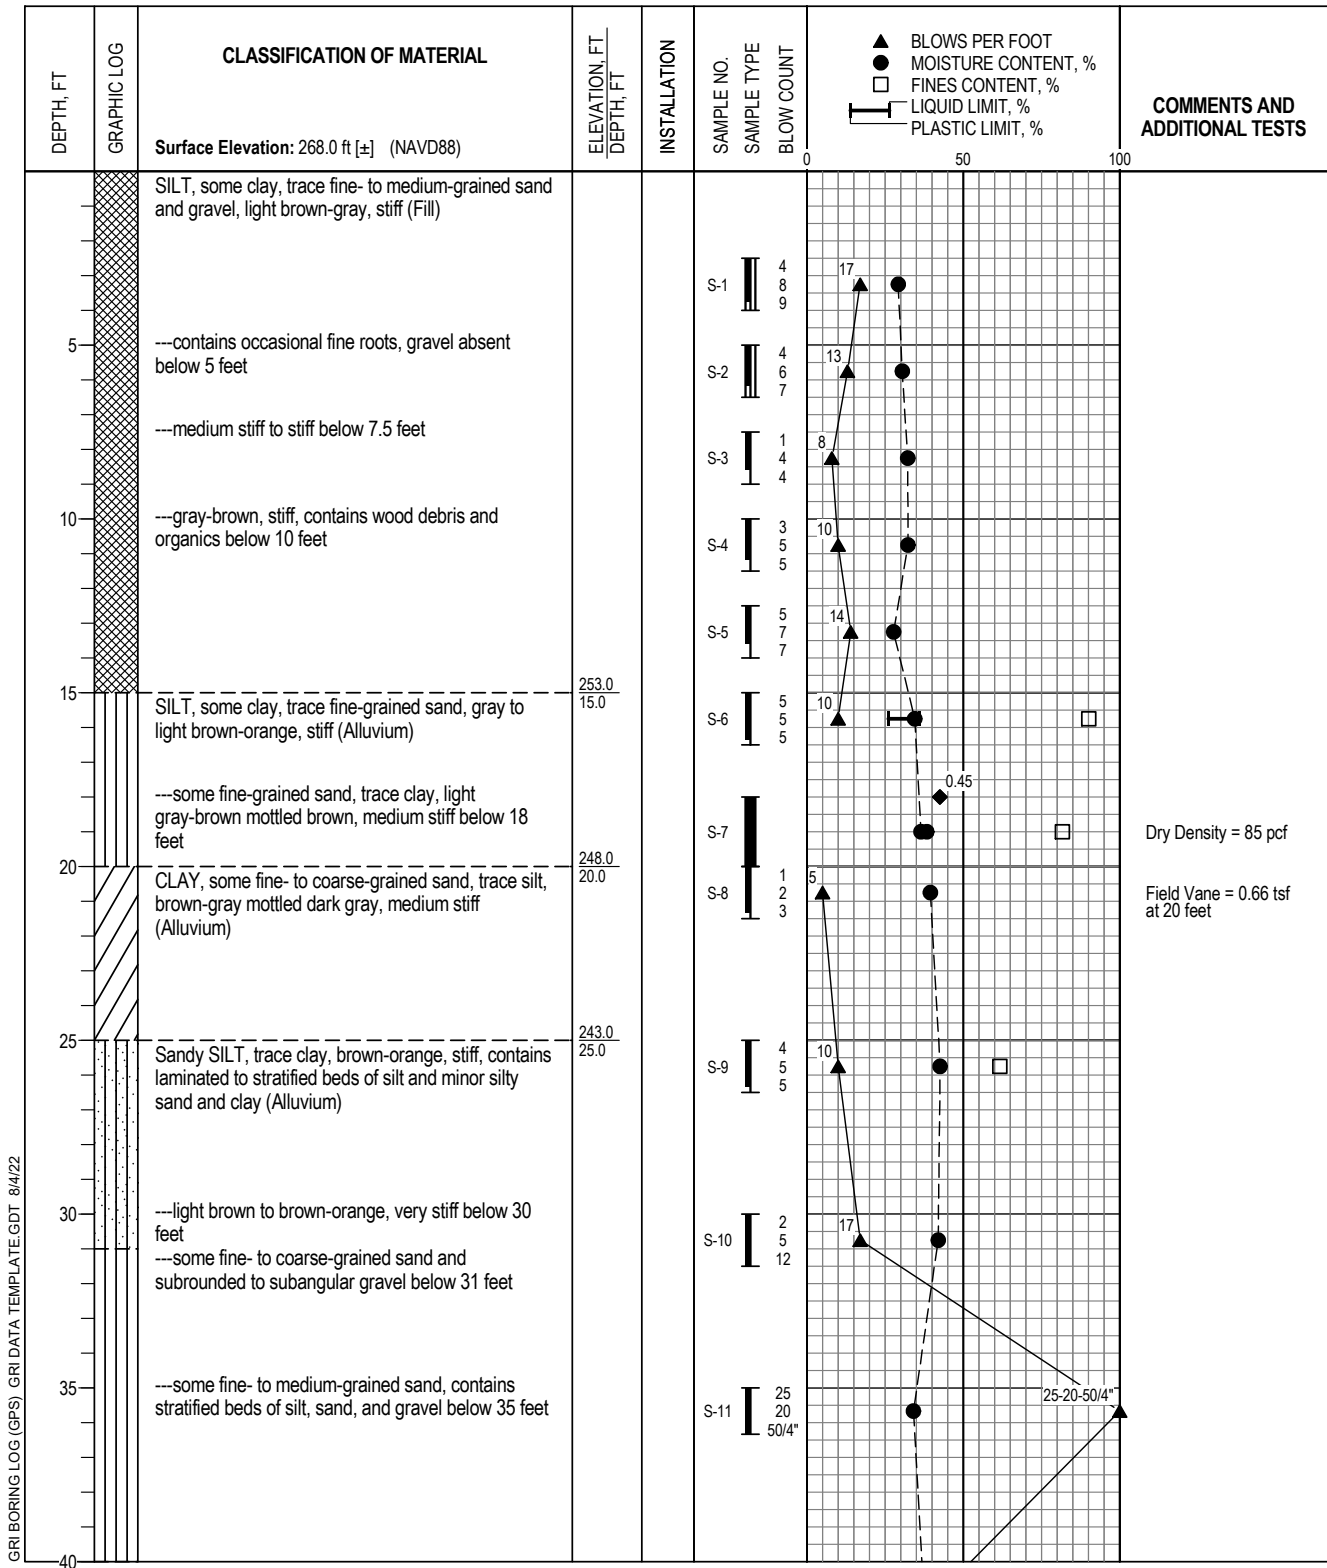 DEPTH, FT
GRAPHIC LOG
CLASSIFICATION OF MATERIAL
Surface Elevation: 268.0 ft [±] (NAVD88)
ELEVATION, FT
DEPTH, FT
INSTALLATION
SAMPLE NO.
SAMPLE TYPE
BLOW COUNT
▲ BLOWS PER FOOT
● MOISTURE CONTENT, %
□ FINES CONTENT, %
LIQUID LIMIT, %
PLASTIC LIMIT, %
0 50 100
COMMENTS AND
ADDITIONAL TESTS
SILT, some clay, trace fine- to medium-grained sand
and gravel, light brown-gray, stiff (Fill)
S-1
4
8
9
17
5
---contains occasional fine roots, gravel absent
below 5 feet
S-2
4
6
7
13
---medium stiff to stiff below 7.5 feet
S-3
1
4
4
8
10
---gray-brown, stiff, contains wood debris and
organics below 10 feet
S-4
3
5
5
10
S-5
5
7
7
14
15
253.0
15.0
SILT, some clay, trace fine-grained sand, gray to
light brown-orange, stiff (Alluvium)
S-6
5
5
5
10
---some fine-grained sand, trace clay, light
gray-brown mottled brown, medium stiff below 18
feet
S-7
0.45
Dry Density = 85 pcf
20
248.0
20.0
CLAY, some fine- to coarse-grained sand, trace silt,
brown-gray mottled dark gray, medium stiff
(Alluvium)
S-8
1
2
3
5
Field Vane = 0.66 tsf
at 20 feet
25
243.0
25.0
Sandy SILT, trace clay, brown-orange, stiff, contains
laminated to stratified beds of silt and minor silty
sand and clay (Alluvium)
S-9
4
5
5
10
30
---light brown to brown-orange, very stiff below 30
feet
---some fine- to coarse-grained sand and
subrounded to subangular gravel below 31 feet
S-10
2
5
12
17
35
---some fine- to medium-grained sand, contains
stratified beds of silt, sand, and gravel below 35 feet
S-11
25
20
50/4"
25-20-50/4"
40
GRI BORING LOG (GPS) GRI DATA TEMPLATE.GDT 8/4/22